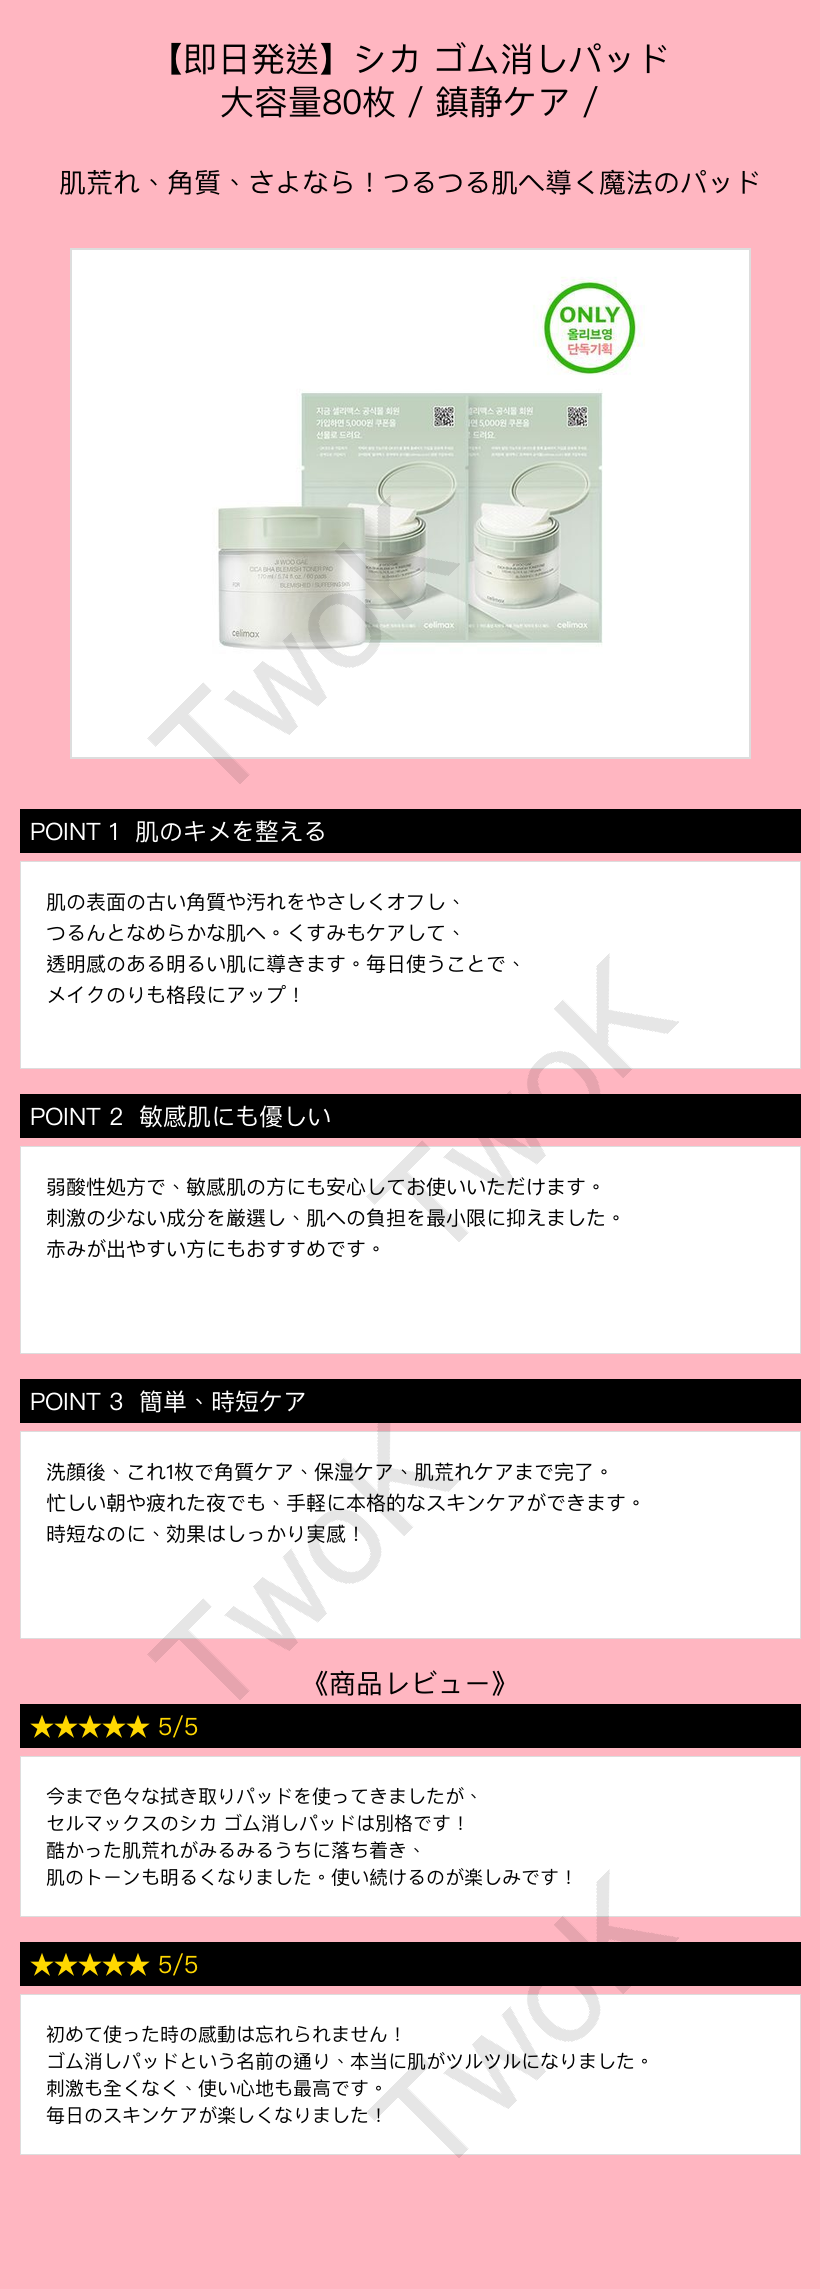 【即日発送】シカ ゴム消しパッド
大容量80枚 / 鎮静ケア /
肌荒れ、角質、さよなら！つるつる肌へ導く魔法のパッド
ONLY
올리브영
단독기획
지금 셀리맥스 공식몰 회원
가입하면 5,000원 쿠폰을
선물로 드려요.
리맥스 공식몰 회원
면 5,000원 쿠폰을
드려요.
JIWOO GAE
CICA BHA BLEMISH TONER PAD
170 ml / 5.74 fl.oz. / 80 pads
FOR BLEMISHED / SUFFERING SKIN
celimax
celimax
celimax
TwoK
POINT 1 肌のキメを整える
肌の表面の古い角質や汚れをやさしくオフし、
つるんとなめらかな肌へ。くすみもケアして、
透明感のある明るい肌に導きます。毎日使うことで、
メイクのりも格段にアップ！
TwoK
POINT 2 敏感肌にも優しい
弱酸性処方で、敏感肌の方にも安心してお使いいただけます。
刺激の少ない成分を厳選し、肌への負担を最小限に抑えました。
赤みが出やすい方にもおすすめです。
POINT 3 簡単、時短ケア
洗顔後、これ1枚で角質ケア、保湿ケア、肌荒れケアまで完了。
忙しい朝や疲れた夜でも、手軽に本格的なスキンケアができます。
時短なのに、効果はしっかり実感！
TwoK
《商品レビュー》
★★★★★ 5/5
今まで色々な拭き取りパッドを使ってきましたが、
セルマックスのシカ ゴム消しパッドは別格です！
酷かった肌荒れがみるみるうちに落ち着き、
肌のトーンも明るくなりました。使い続けるのが楽しみです！
★★★★★ 5/5
初めて使った時の感動は忘れられません！
ゴム消しパッドという名前の通り、本当に肌がツルツルになりました。
刺激も全くなく、使い心地も最高です。
毎日のスキンケアが楽しくなりました！
TwoK